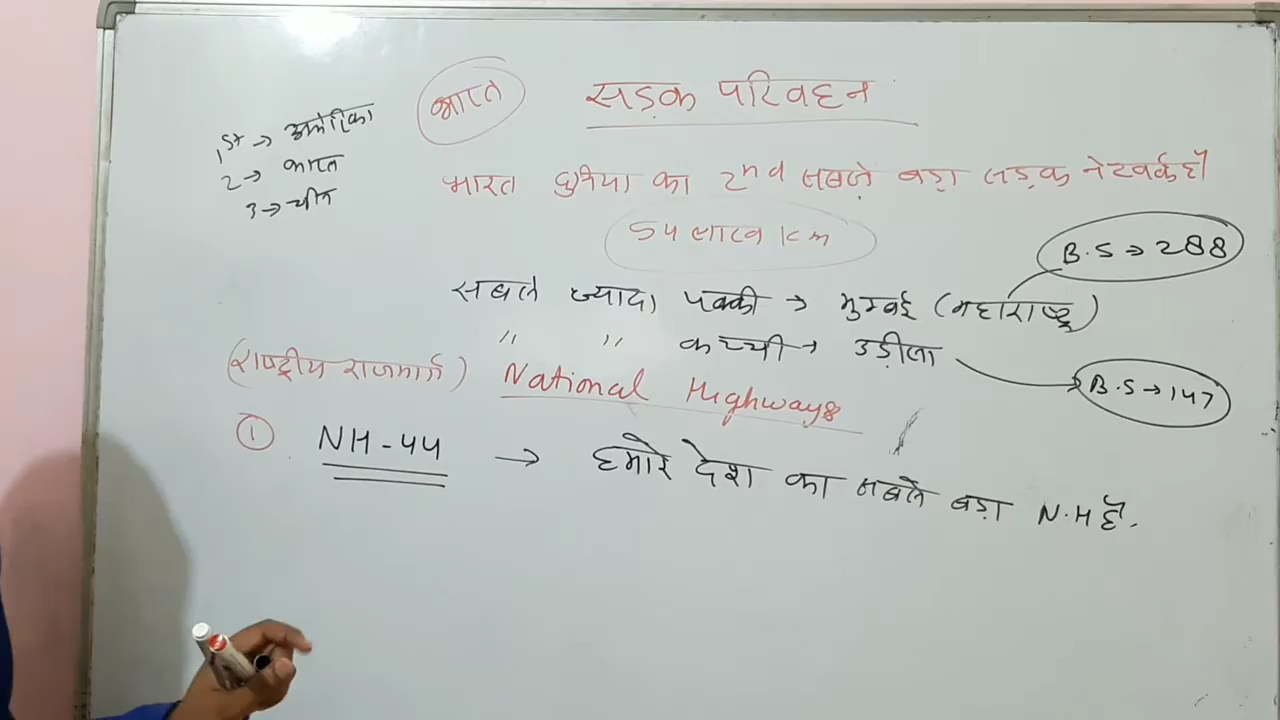 भारत सड़क परिवहन
1st → अमेरिका
2 → भारत
3 → चीन
भारत दुनिया का 2nd सबसे बड़ा सड़क नेटवर्क है
54 लाख km
B.S → 288
सबसे ज्यादा पक्की → मुम्बई (महाराष्ट्र)
" " कच्ची → उड़ीसा
B.S → 147
(राष्ट्रीय राजमार्ग) National Highways
① NH-44 → हमारे देश का सबसे बड़ा N.H है.